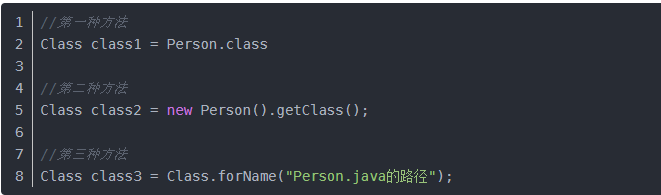 1 //第一种方法
2 Class class1 = Person.class
3
4 //第二种方法
5 Class class2 = new Person().getClass();
6
7 //第三种方法
8 Class class3 = Class.forName("Person.java的路径");